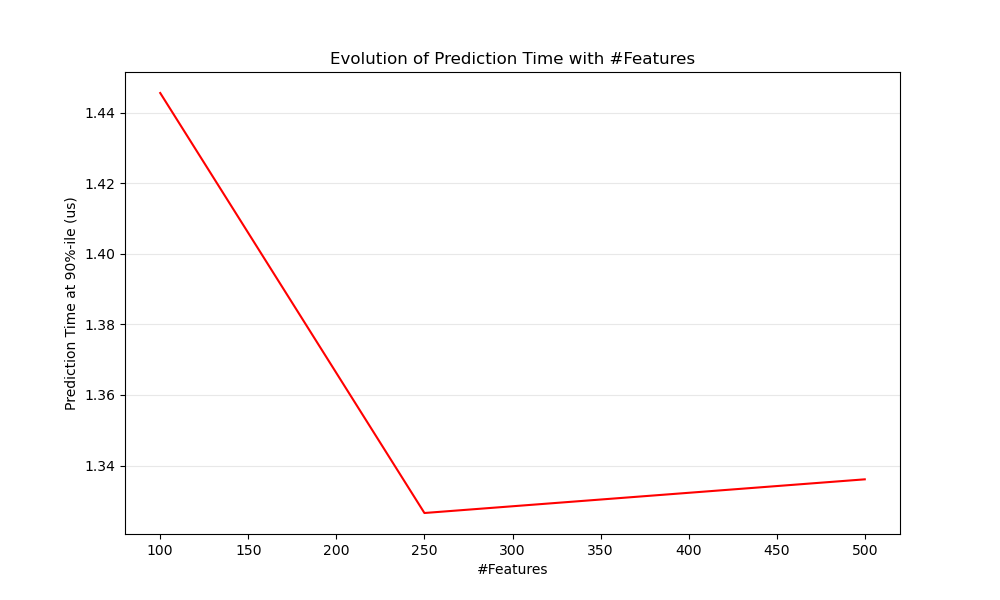 Evolution of Prediction Time with #Features
Prediction Time at 90%-ile (us)
1.44
1.42
1.40
1.38
1.36
1.34
100 150 200 250 300 350 400 450 500
#Features